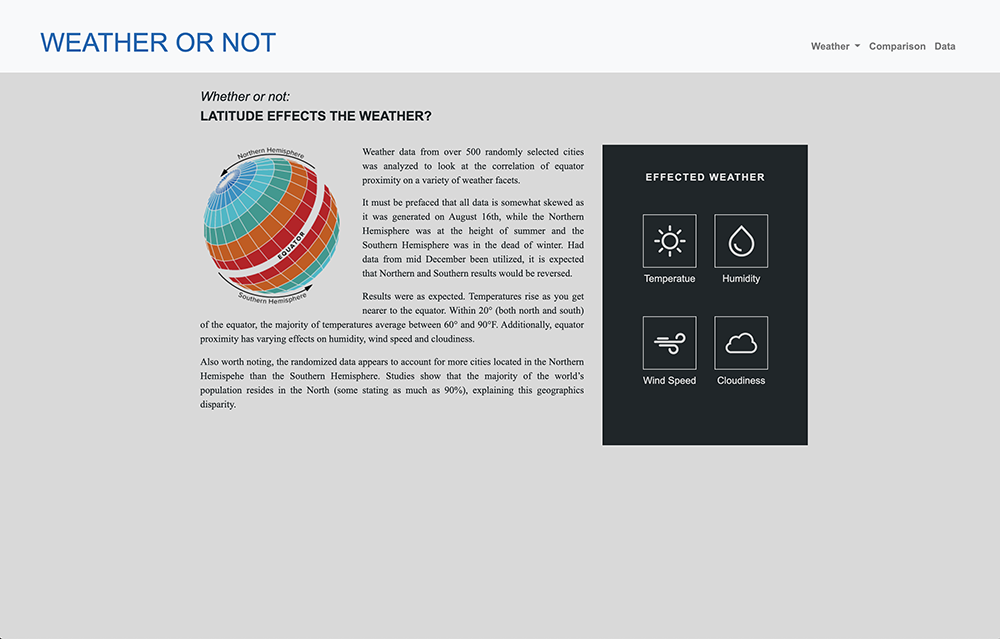 WEATHER OR NOT
Weather Comparison Data
Whether or not:
LATITUDE EFFECTS THE WEATHER?
Northern Hemisphere
EQUATOR
Southern Hemisphere
Weather data from over 500 randomly selected cities
was analyzed to look at the correlation of equator
proximity on a variety of weather facets.
It must be prefaced that all data is somewhat skewed as
it was generated on August 16th, while the Northern
Hemisphere was at the height of summer and the
Southern Hemisphere was in the dead of winter. Had
data from mid December been utilized, it is expected
that Northern and Southern results would be reversed.
Results were as expected. Temperatures rise as you get
nearer to the equator. Within 20° (both north and south)
of the equator, the majority of temperatures average between 60° and 90°F. Additionally, equator
proximity has varying effects on humidity, wind speed and cloudiness.
Also worth noting, the randomized data appears to account for more cities located in the Northern
Hemispehe than the Southern Hemisphere. Studies show that the majority of the world’s
population resides in the North (some stating as much as 90%), explaining this geographics
disparity.
EFFECTED WEATHER
Temperatue Humidity
Wind Speed Cloudiness